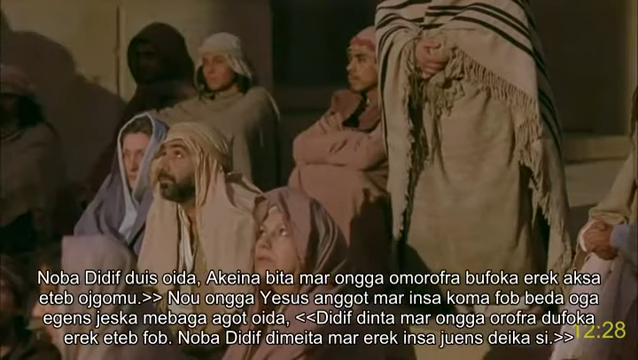 Noba Didif duis oida, Akeina bita mar ongga omorofra bufoka erek aksa
eteb ojgomu.>> Nou ongga Yesus anggot mar insa koma fob beda oga
egens jeska mebaga agot oida, <<Didif dinta mar ongga orofra dufoka
erek eteb fob. Noba Didif dimeita mar erek insa juens deika si.>>
12:28